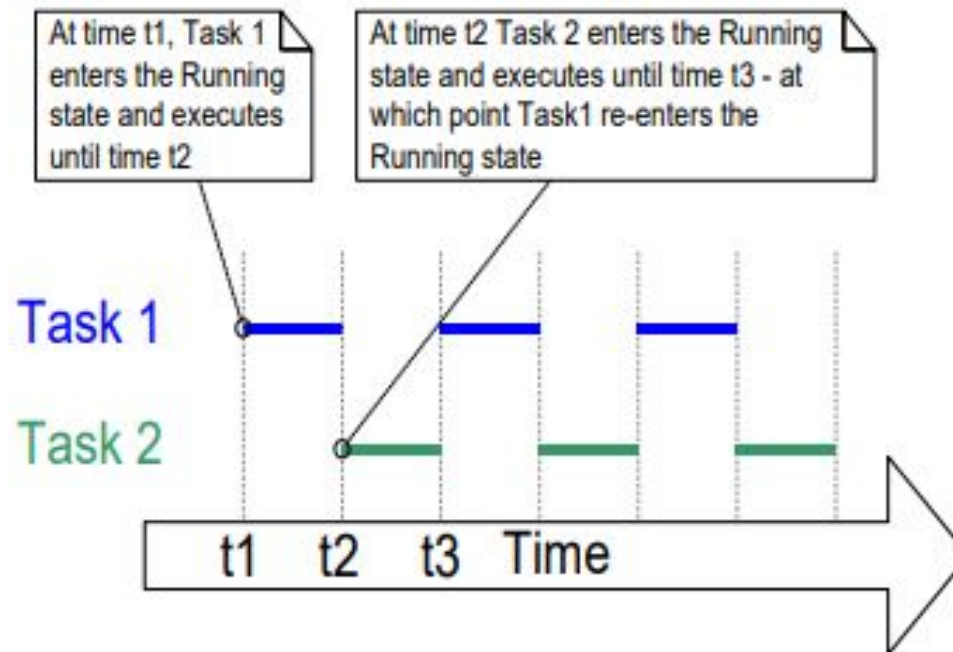 At time t1, Task 1
enters the Running
state and executes
until time t2
At time t2 Task 2 enters the Running
state and executes until time t3 - at
which point Task1 re-enters the
Running state
Task 1
Task 2
t1 t2 t3 Time